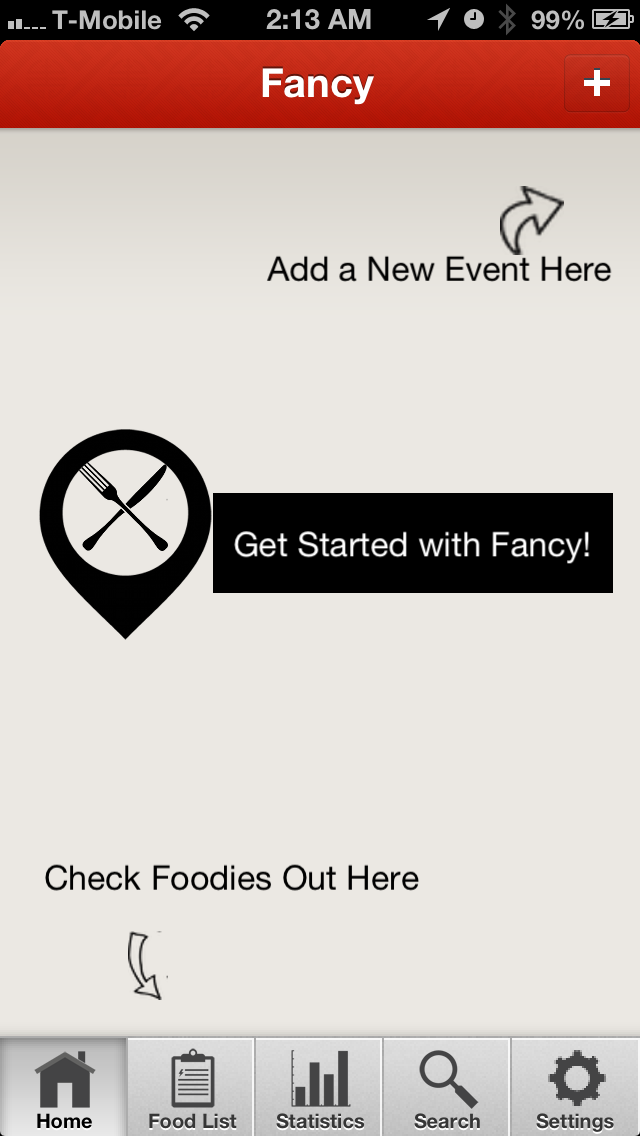 T-Mobile 2:13 AM 99%
Fancy +
Add a New Event Here
Get Started with Fancy!
Check Foodies Out Here
Home Food List Statistics Search Settings